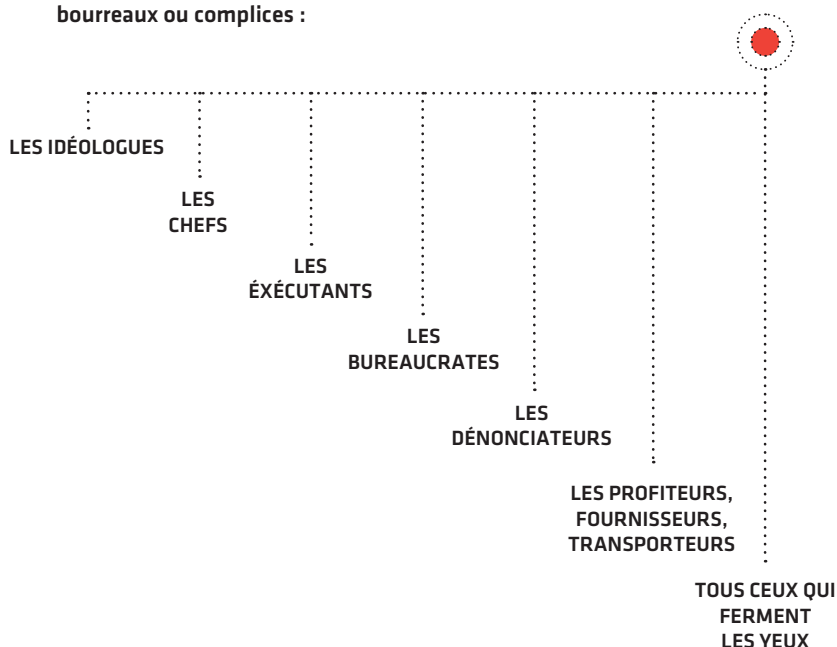 bourreaux ou complices :
LES IDÉOLOGUES
LES
CHEFS
LES
ÉXÉCUTANTS
LES
BUREAUCRATES
LES
DÉNONCIATEURS
LES PROFITEURS,
FOURNISSEURS,
TRANSPORTEURS
TOUS CEUX QUI
FERMENT
LES YEUX